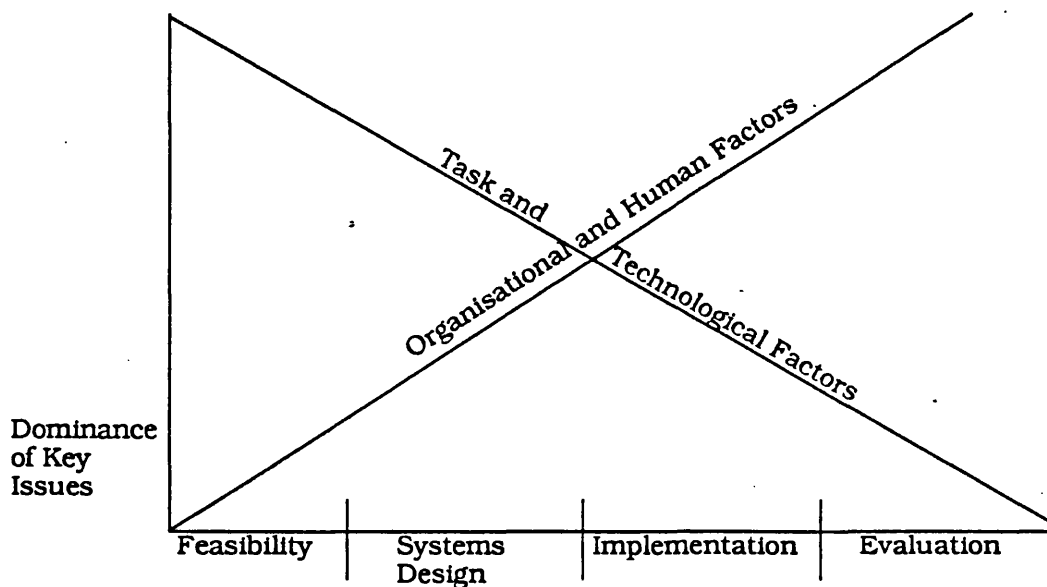 Task and
Technological Factors
Organisational and Human Factors
Dominance
of Key
Issues
Feasibility
Systems
Design
Implementation
Evaluation